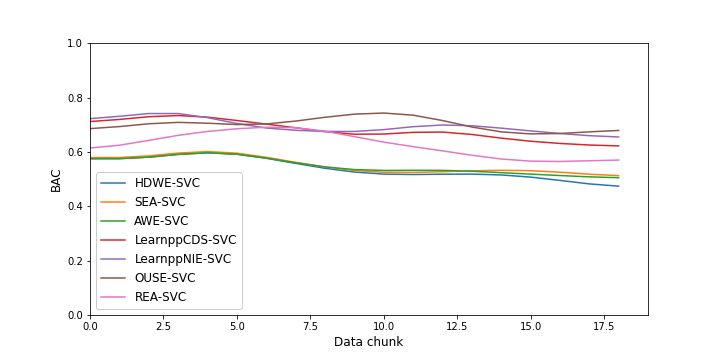 1.0
0.8
0.6
0.4
0.2
0.0
BAC
HDWE-SVC
SEA-SVC
AWE-SVC
LearnppCDS-SVC
LearnppNIE-SVC
OUSE-SVC
REA-SVC
0.0 2.5 5.0 7.5 10.0 12.5 15.0 17.5
Data chunk